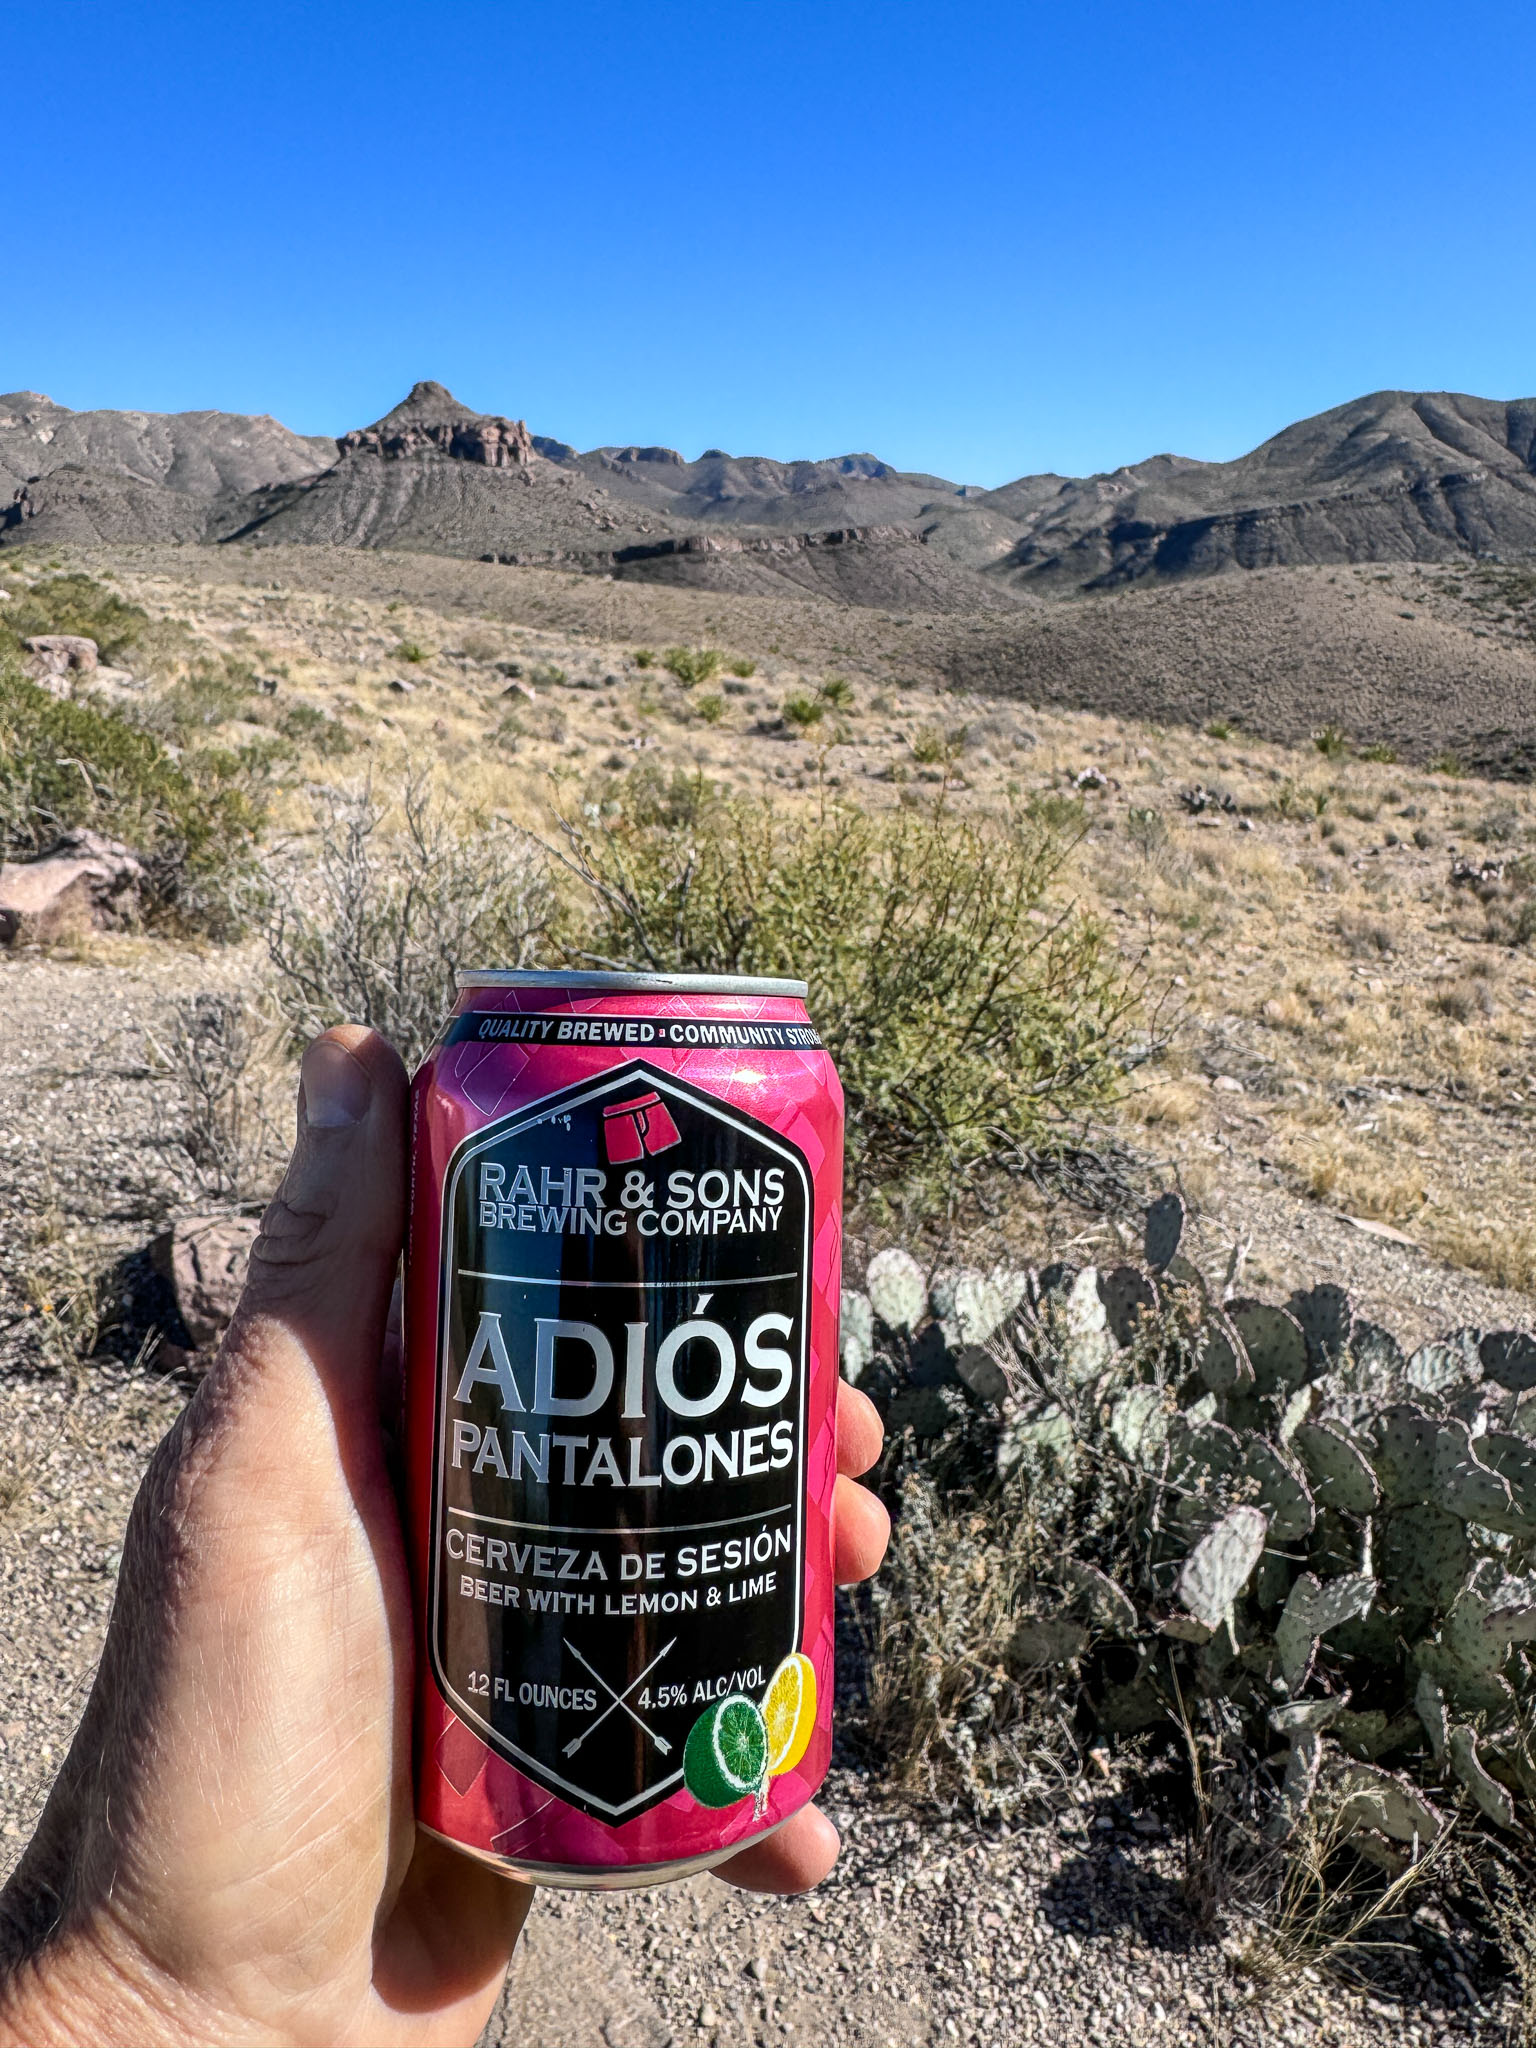 QUALITY BREWED · COMMUNITY
RAHR & SONS
BREWING COMPANY
ADIÓS
PANTALONES
CERVEZA DE SESIÓN
BEER WITH LEMON & LIME
12 FL OUNCES 4.5% ALC/VOL